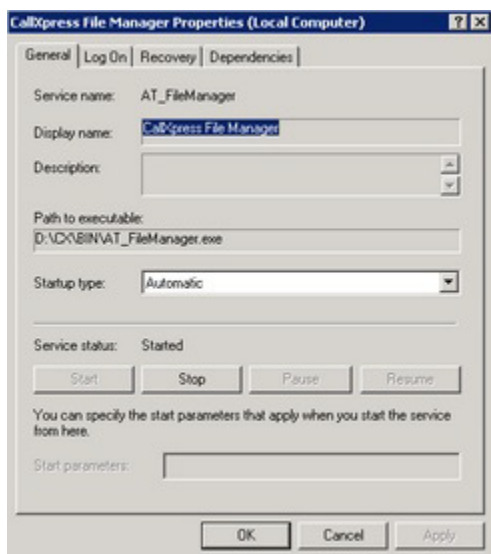 CallXpress File Manager Properties (Local Computer)
General Log On Recovery Dependencies
Service name: AT_FileManager
Display name: CallXpress File Manager
Description:
Path to executable:
D:\CX\BIN\AT_FileManager.exe
Startup type: Automatic
Service status: Started
Start Stop Pause Resume
You can specify the start parameters that apply when you start the service
from here.
Start parameters:
OK Cancel Apply